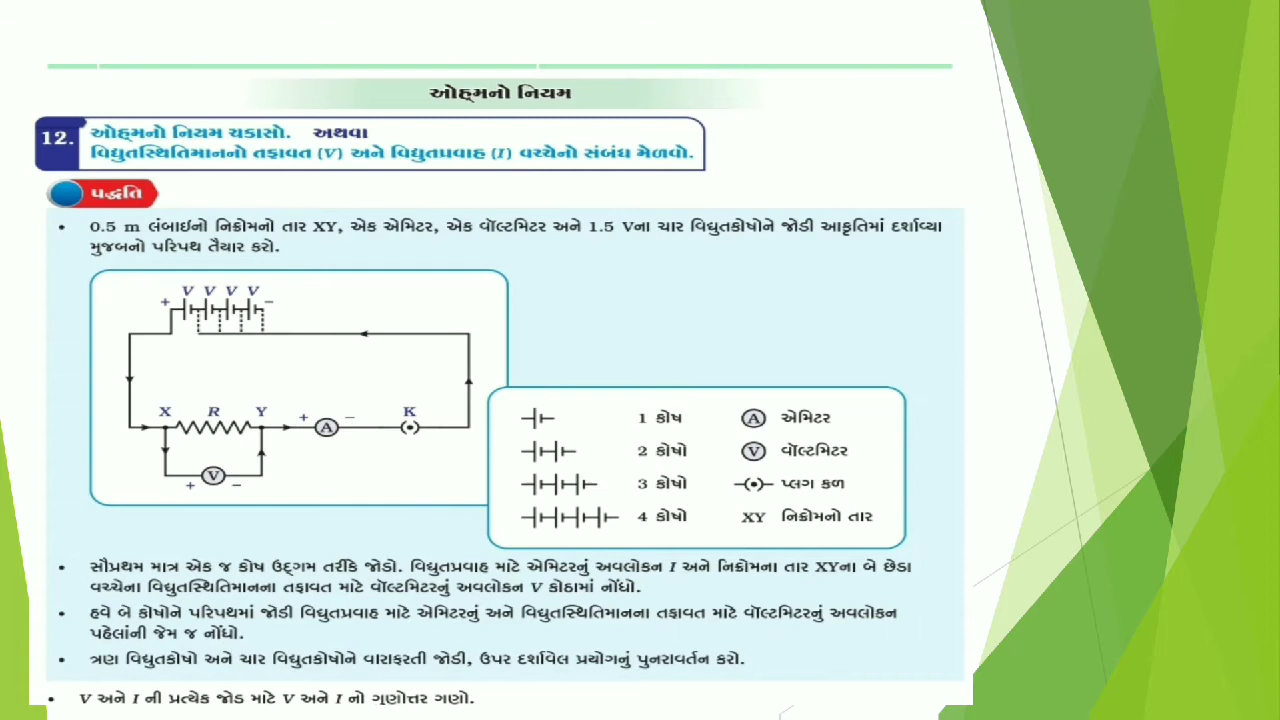 ઓહ્‌મનો નિયમ
12. ઓહ્‌મનો નિયમ ચકાસો. અથવા
વિદ્યુતસ્થિતિમાનનો તફાવત (V) અને વિદ્યુતપ્રવાહ (I) વચ્ચેનો સંબંધ મેળવો.
પદ્ધતિ
• 0.5 m લંબાઈનો નિક્રોમનો તાર XY, એક એમિટર, એક વૉલ્ટમિટર અને 1.5 Vના ચાર વિદ્યુતકોષોને જોડી આકૃતિમાં દર્શાવ્યા
મુજબનો પરિપથ તૈયાર કરો.
V V V V
+ −
X R Y + − K
A
V
+ −
1 કોષ A એમિટર
2 કોષો V વૉલ્ટમિટર
3 કોષો પ્લગ કળ
4 કોષો XY નિક્રોમનો તાર
• સૌપ્રથમ માત્ર એક જ કોષ ઉદ્‌ગમ તરીકે જોડો. વિદ્યુતપ્રવાહ માટે એમિટરનું અવલોકન I અને નિક્રોમના તાર XYના બે છેડા
વચ્ચેના વિદ્યુતસ્થિતિમાનના તફાવત માટે વૉલ્ટમિટરનું અવલોકન V કોઠામાં નોંધો.
• હવે બે કોષોને પરિપથમાં જોડી વિદ્યુતપ્રવાહ માટે એમિટરનું અને વિદ્યુતસ્થિતિમાનના તફાવત માટે વૉલ્ટમિટરનું અવલોકન
પહેલાંની જેમ જ નોંધો.
• ત્રણ વિદ્યુતકોષો અને ચાર વિદ્યુતકોષોને વારાફરતી જોડી, ઉપર દર્શાવેલ પ્રયોગનું પુનરાવર્તન કરો.
• V અને I ની પ્રત્યેક જોડ માટે V અને I નો ગુણોત્તર ગણો.